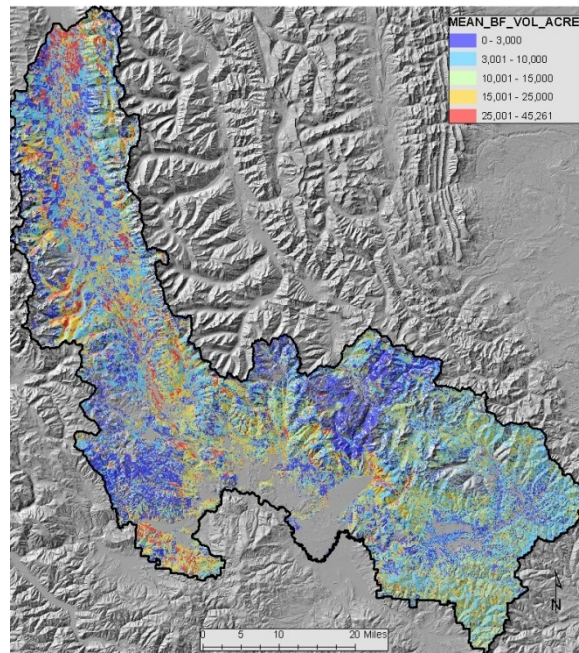 MEAN_BF_VOL_ACRE
0 - 3,000
3,001 - 10,000
10,001 - 15,000
15,001 - 25,000
25,001 - 45,261
N
0 5 10 20 Miles